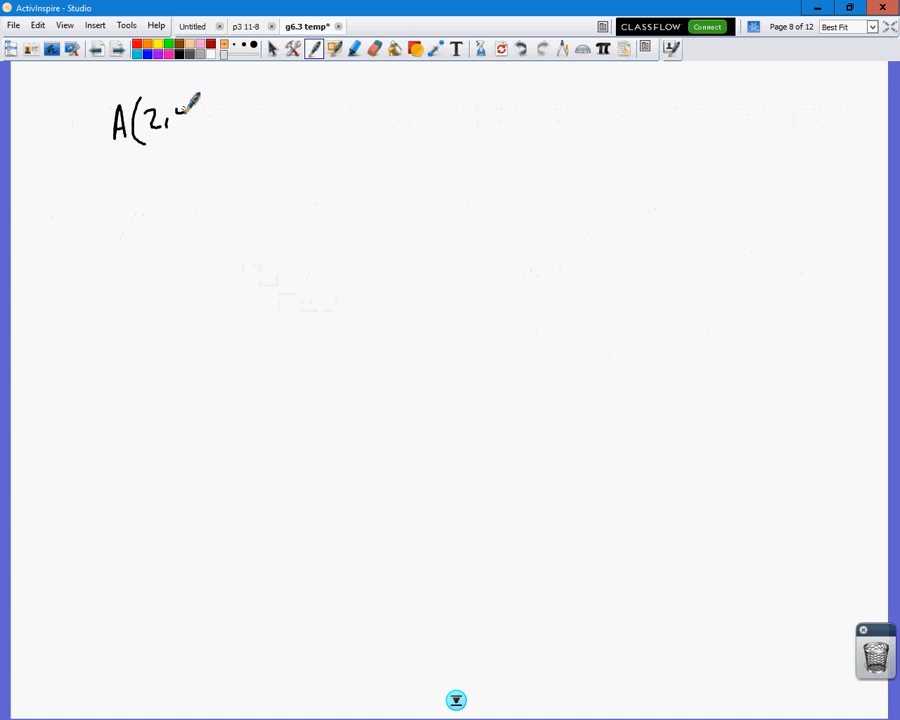 ActivInspire - Studio
File Edit View Insert Tools Help Untitled p3 11-8 g6.3 temp* CLASSFLOW Connect Page 8 of 12 Best Fit
T π
A(2,